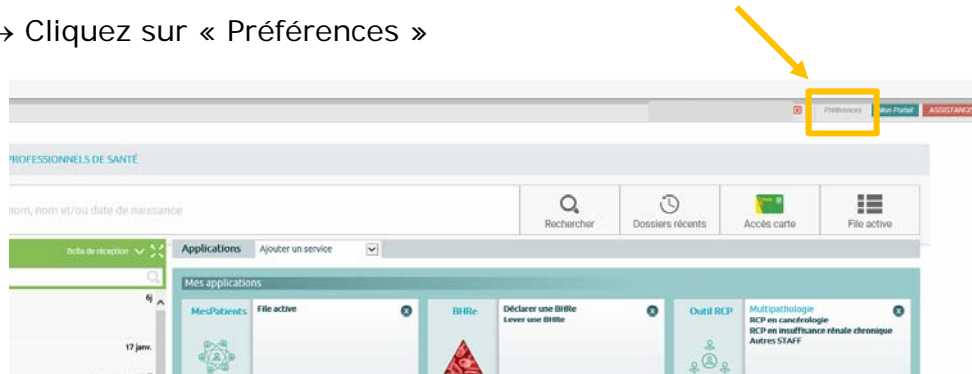 → Cliquez sur « Préférences »
Préférences Mon Portail ASSISTANCE
PROFESSIONNELS DE SANTÉ
nom, nom et/ou date de naissance
Rechercher Dossiers récents Accès carte File active
Boîte de réception Applications Ajouter un service
Mes applications
6j
MesPatients File active BHRe Déclarer une BHRe Outil RCP Multipathologie
Lever une BHRe RCP en cancérologie
RCP en insuffisance rénale chronique
Autres STAFF
17 janv.